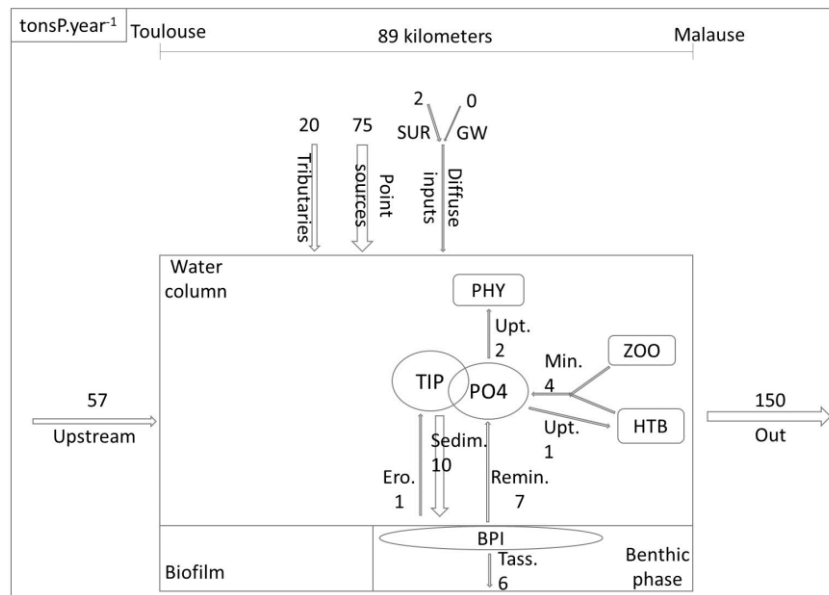 tonsP.year-1
Toulouse
89 kilometers
Malause
2
0
20
75
SUR
GW
Tributaries
Point
sources
Diffuse
inputs
Water
column
PHY
Upt.
2
ZOO
Min.
4
TIP
PO4
57
Upstream
HTB
150
Out
Upt.
1
Sedim.
10
Ero.
1
Remin.
7
BPI
Biofilm
Tass.
6
Benthic
phase